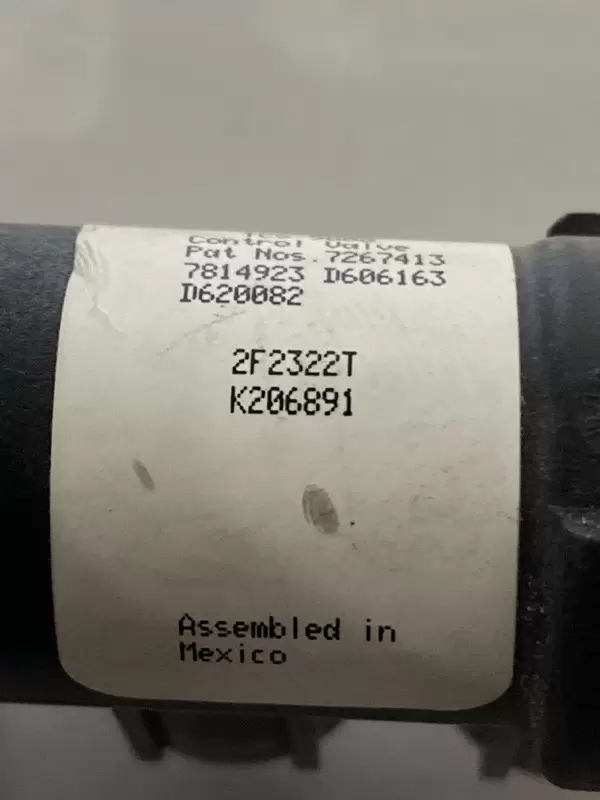 Control Valve
Pat Nos.7267413
7814923 D606163
D620082
2F2322T
K206891
Assembled in
Mexico